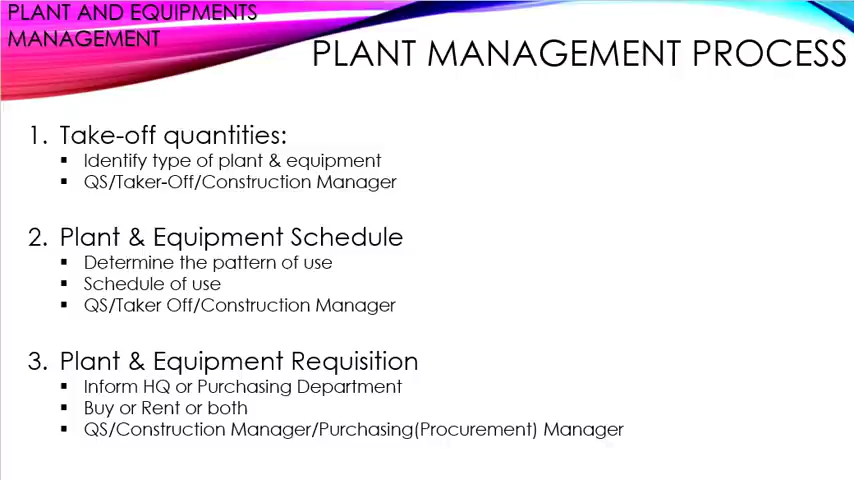 PLANT AND EQUIPMENTS
MANAGEMENT
PLANT MANAGEMENT PROCESS
1. Take-off quantities:
▪ Identify type of plant & equipment
▪ QS/Taker-Off/Construction Manager
2. Plant & Equipment Schedule
▪ Determine the pattern of use
▪ Schedule of use
▪ QS/Taker Off/Construction Manager
3. Plant & Equipment Requisition
▪ Inform HQ or Purchasing Department
▪ Buy or Rent or both
▪ QS/Construction Manager/Purchasing(Procurement) Manager